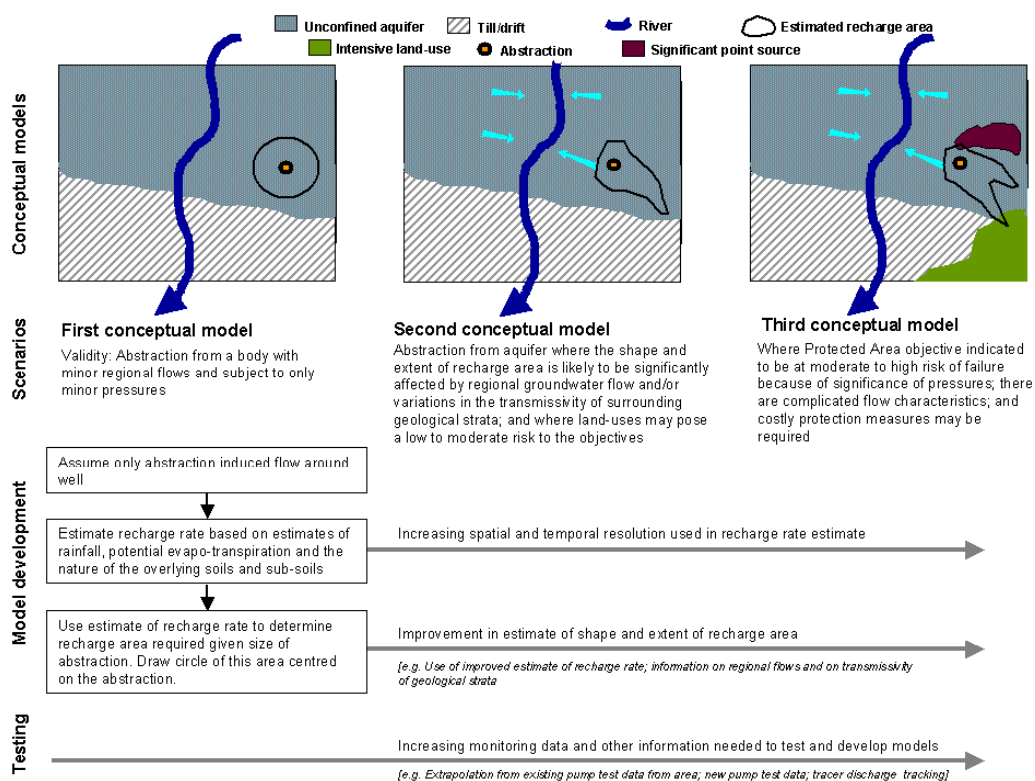 Unconfined aquifer
Till/drift
River
Estimated recharge area
Intensive land-use
Abstraction
Significant point source
Conceptual models
Scenarios
First conceptual model
Validity: Abstraction from a body with
minor regional flows and subject to only
minor pressures
Second conceptual model
Abstraction from aquifer where the shape and
extent of recharge area is likely to be significantly
affected by regional groundwater flow and/or
variations in the transmissivity of surrounding
geological strata; and where land-uses may pose
a low to moderate risk to the objectives
Third conceptual model
Where Protected Area objective indicated
to be at moderate to high risk of failure
because of significance of pressures; there
are complicated flow characteristics; and
costly protection measures may be
required
Model development
Assume only abstraction induced flow around
well
Estimate recharge rate based on estimates of
rainfall, potential evapo-transpiration and the
nature of the overlying soils and sub-soils
Increasing spatial and temporal resolution used in recharge rate estimate
Use estimate of recharge rate to determine
recharge area required given size of
abstraction. Draw circle of this area centred
on the abstraction.
Improvement in estimate of shape and extent of recharge area
[e.g. Use of improved estimate of recharge rate; information on regional flows and on transmissivity
of geological strata
Testing
Increasing monitoring data and other information needed to test and develop models
[e.g. Extrapolation from existing pump test data from area; new pump test data; tracer discharge tracking]